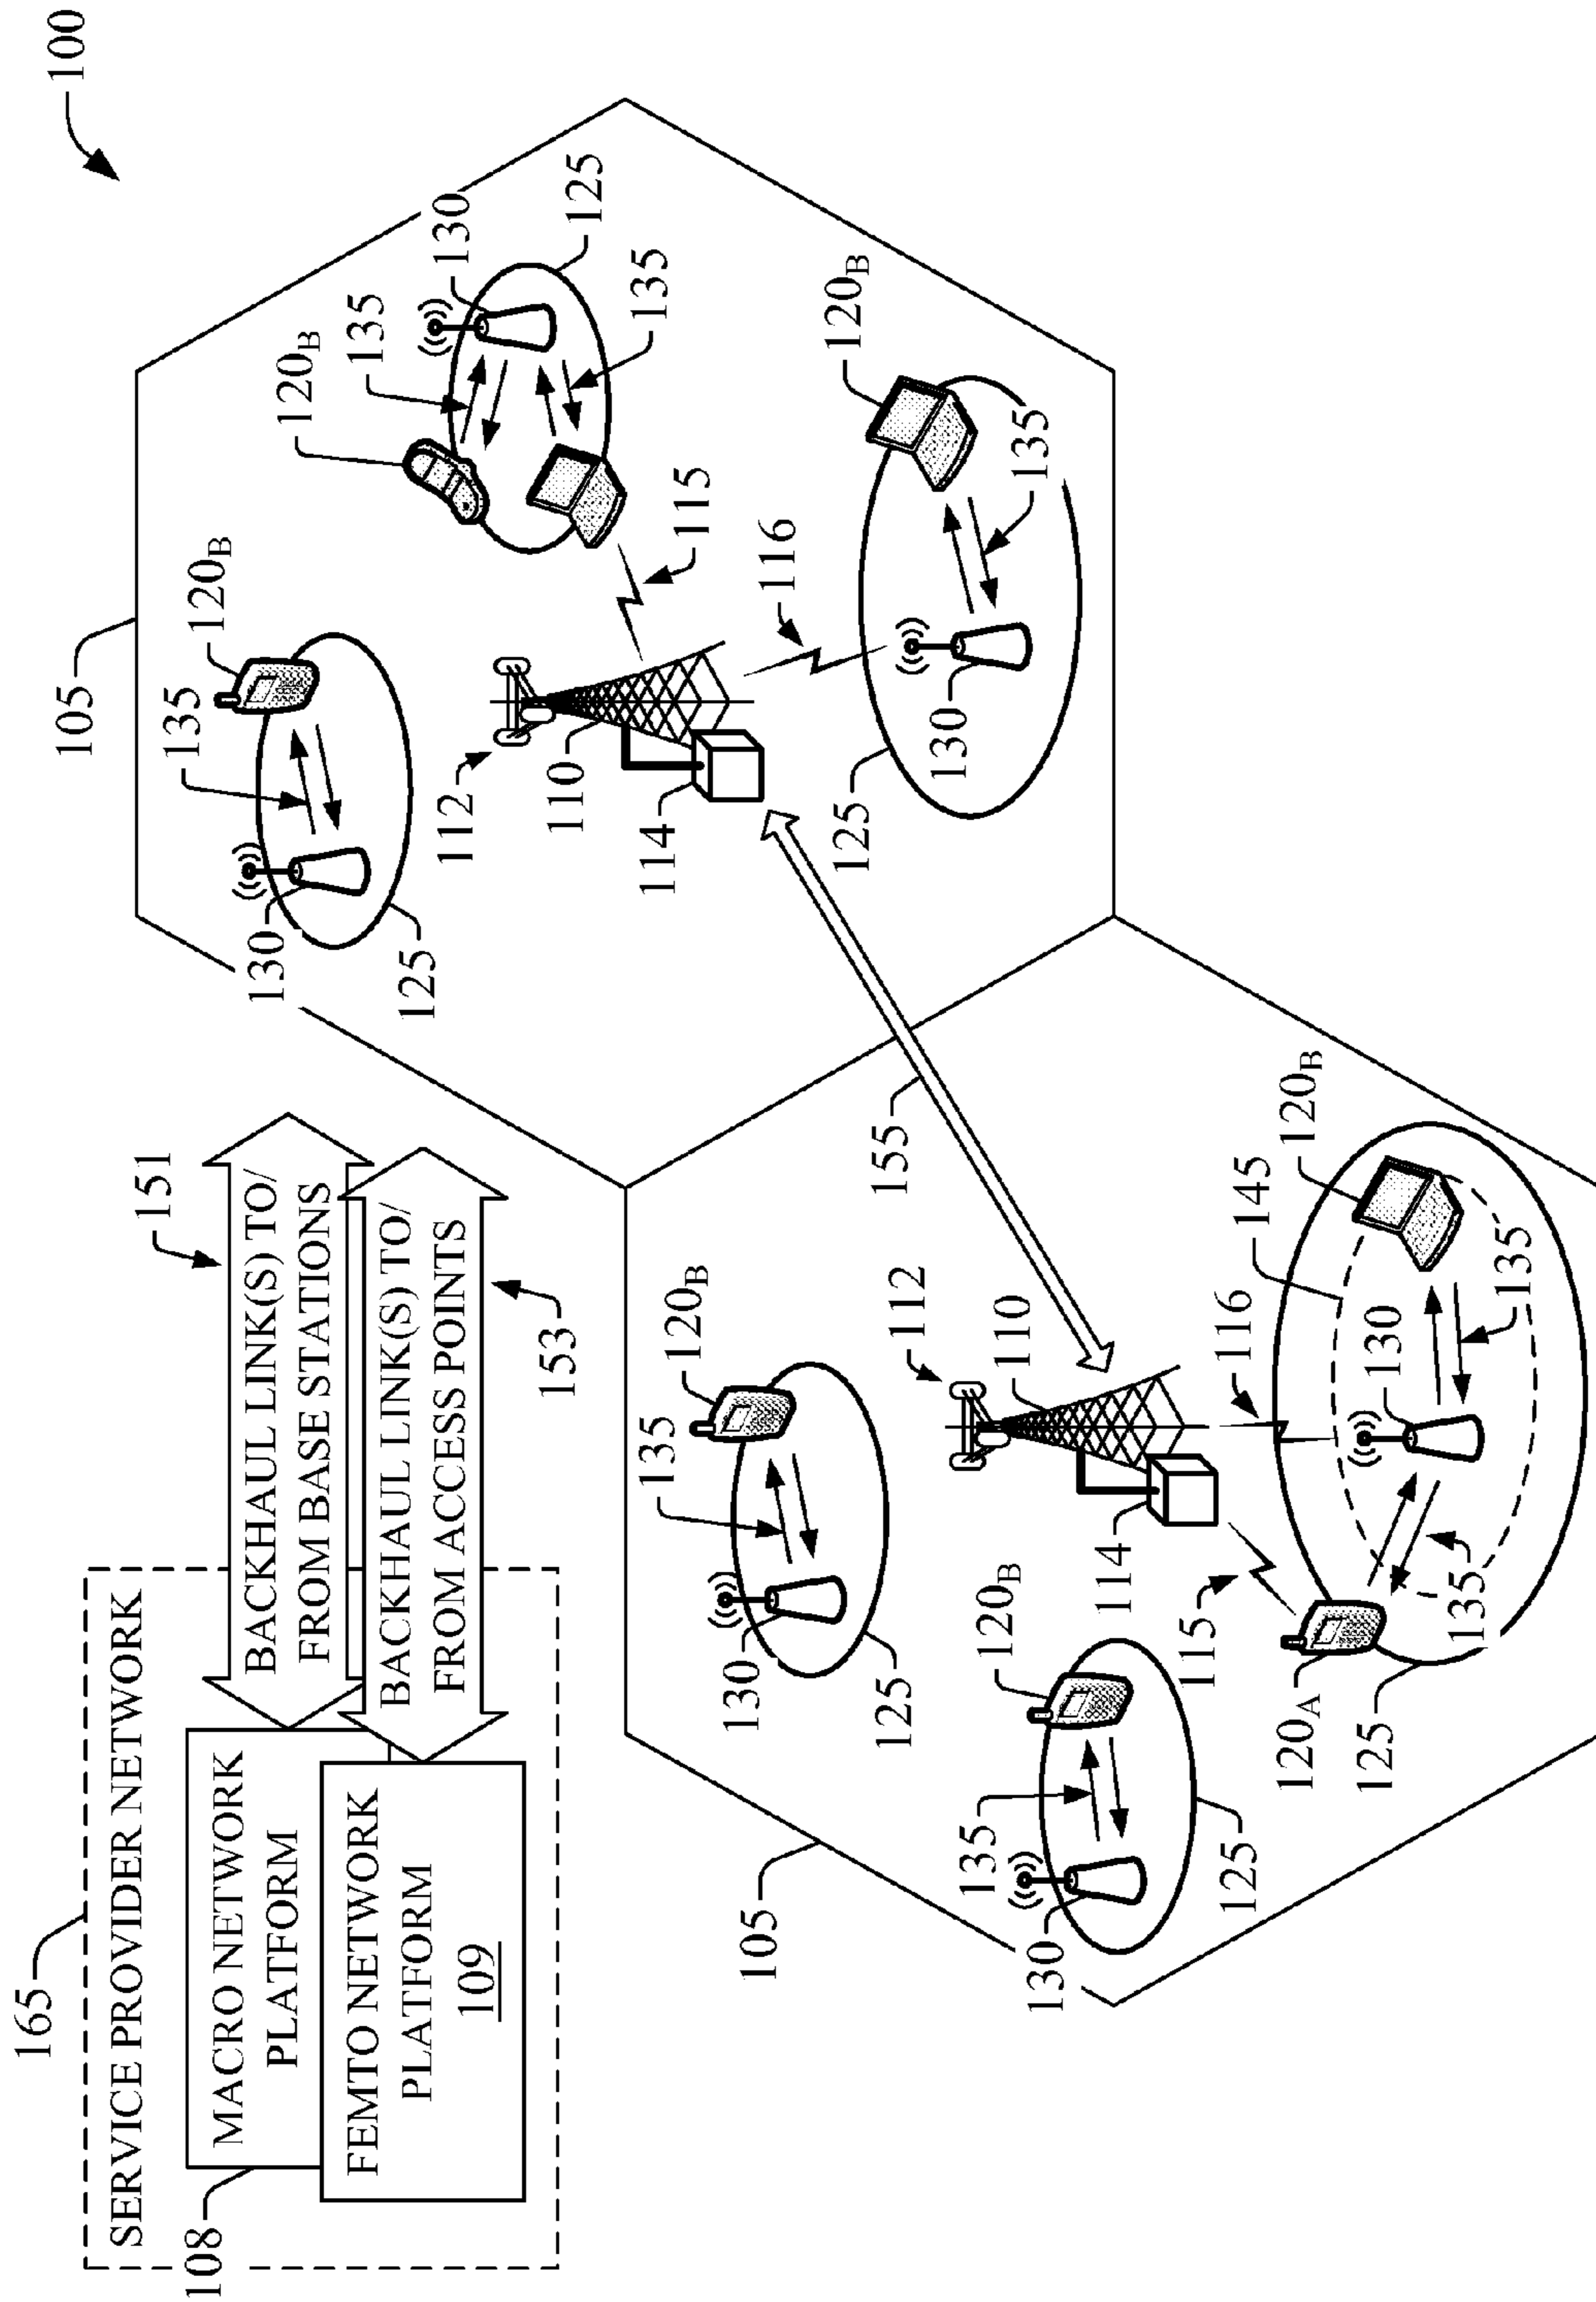 100
165
SERVICE PROVIDER NETWORK
MACRO NETWORK
PLATFORM
108
FEMTO NETWORK
PLATFORM
109
151
BACKHAUL LINK(S) TO/
FROM BASE STATIONS
BACKHAUL LINK(S) TO/
FROM ACCESS POINTS
153
105
135
120B
130
125
120B
135
130
125
135
112
110
114
115
116
120B
125
130
135
155
120B
135
130
125
105
112
110
114
120B
135
130
125
115
116
145
120B
120A
125
130
135
135